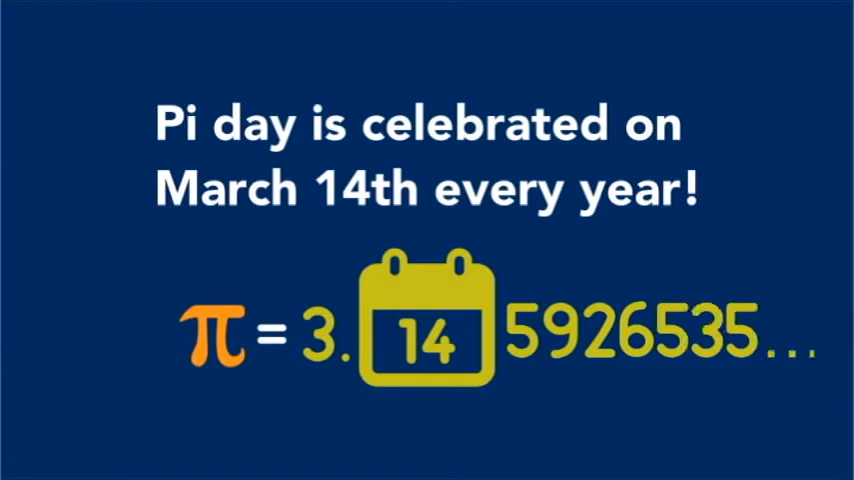 Pi day is celebrated on
March 14th every year!
π = 3.14 5926535...